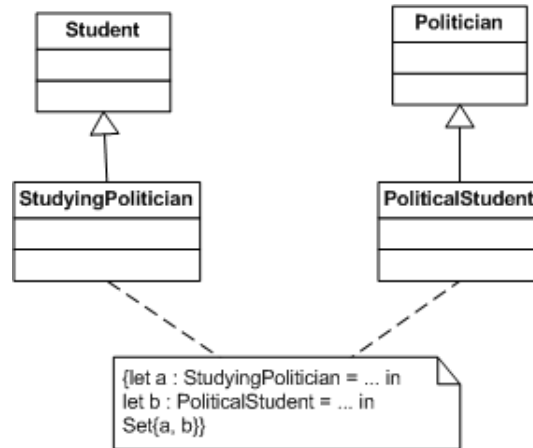 Student
Politician
StudyingPolitician
PoliticalStudent
{let a : StudyingPolitician = ... in
let b : PoliticalStudent = ... in
Set{a, b}}